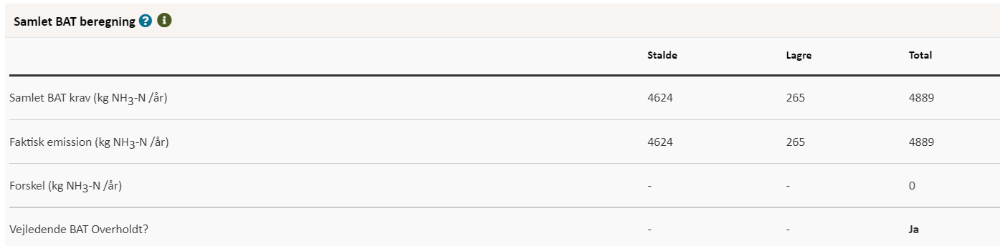 Samlet BAT beregning ? i
Stalde Lagre Total
Samlet BAT krav (kg NH3-N /år) 4624 265 4889
Faktisk emission (kg NH3-N /år) 4624 265 4889
Forskel (kg NH3-N /år) - - 0
Vejledende BAT Overholdt? - - Ja